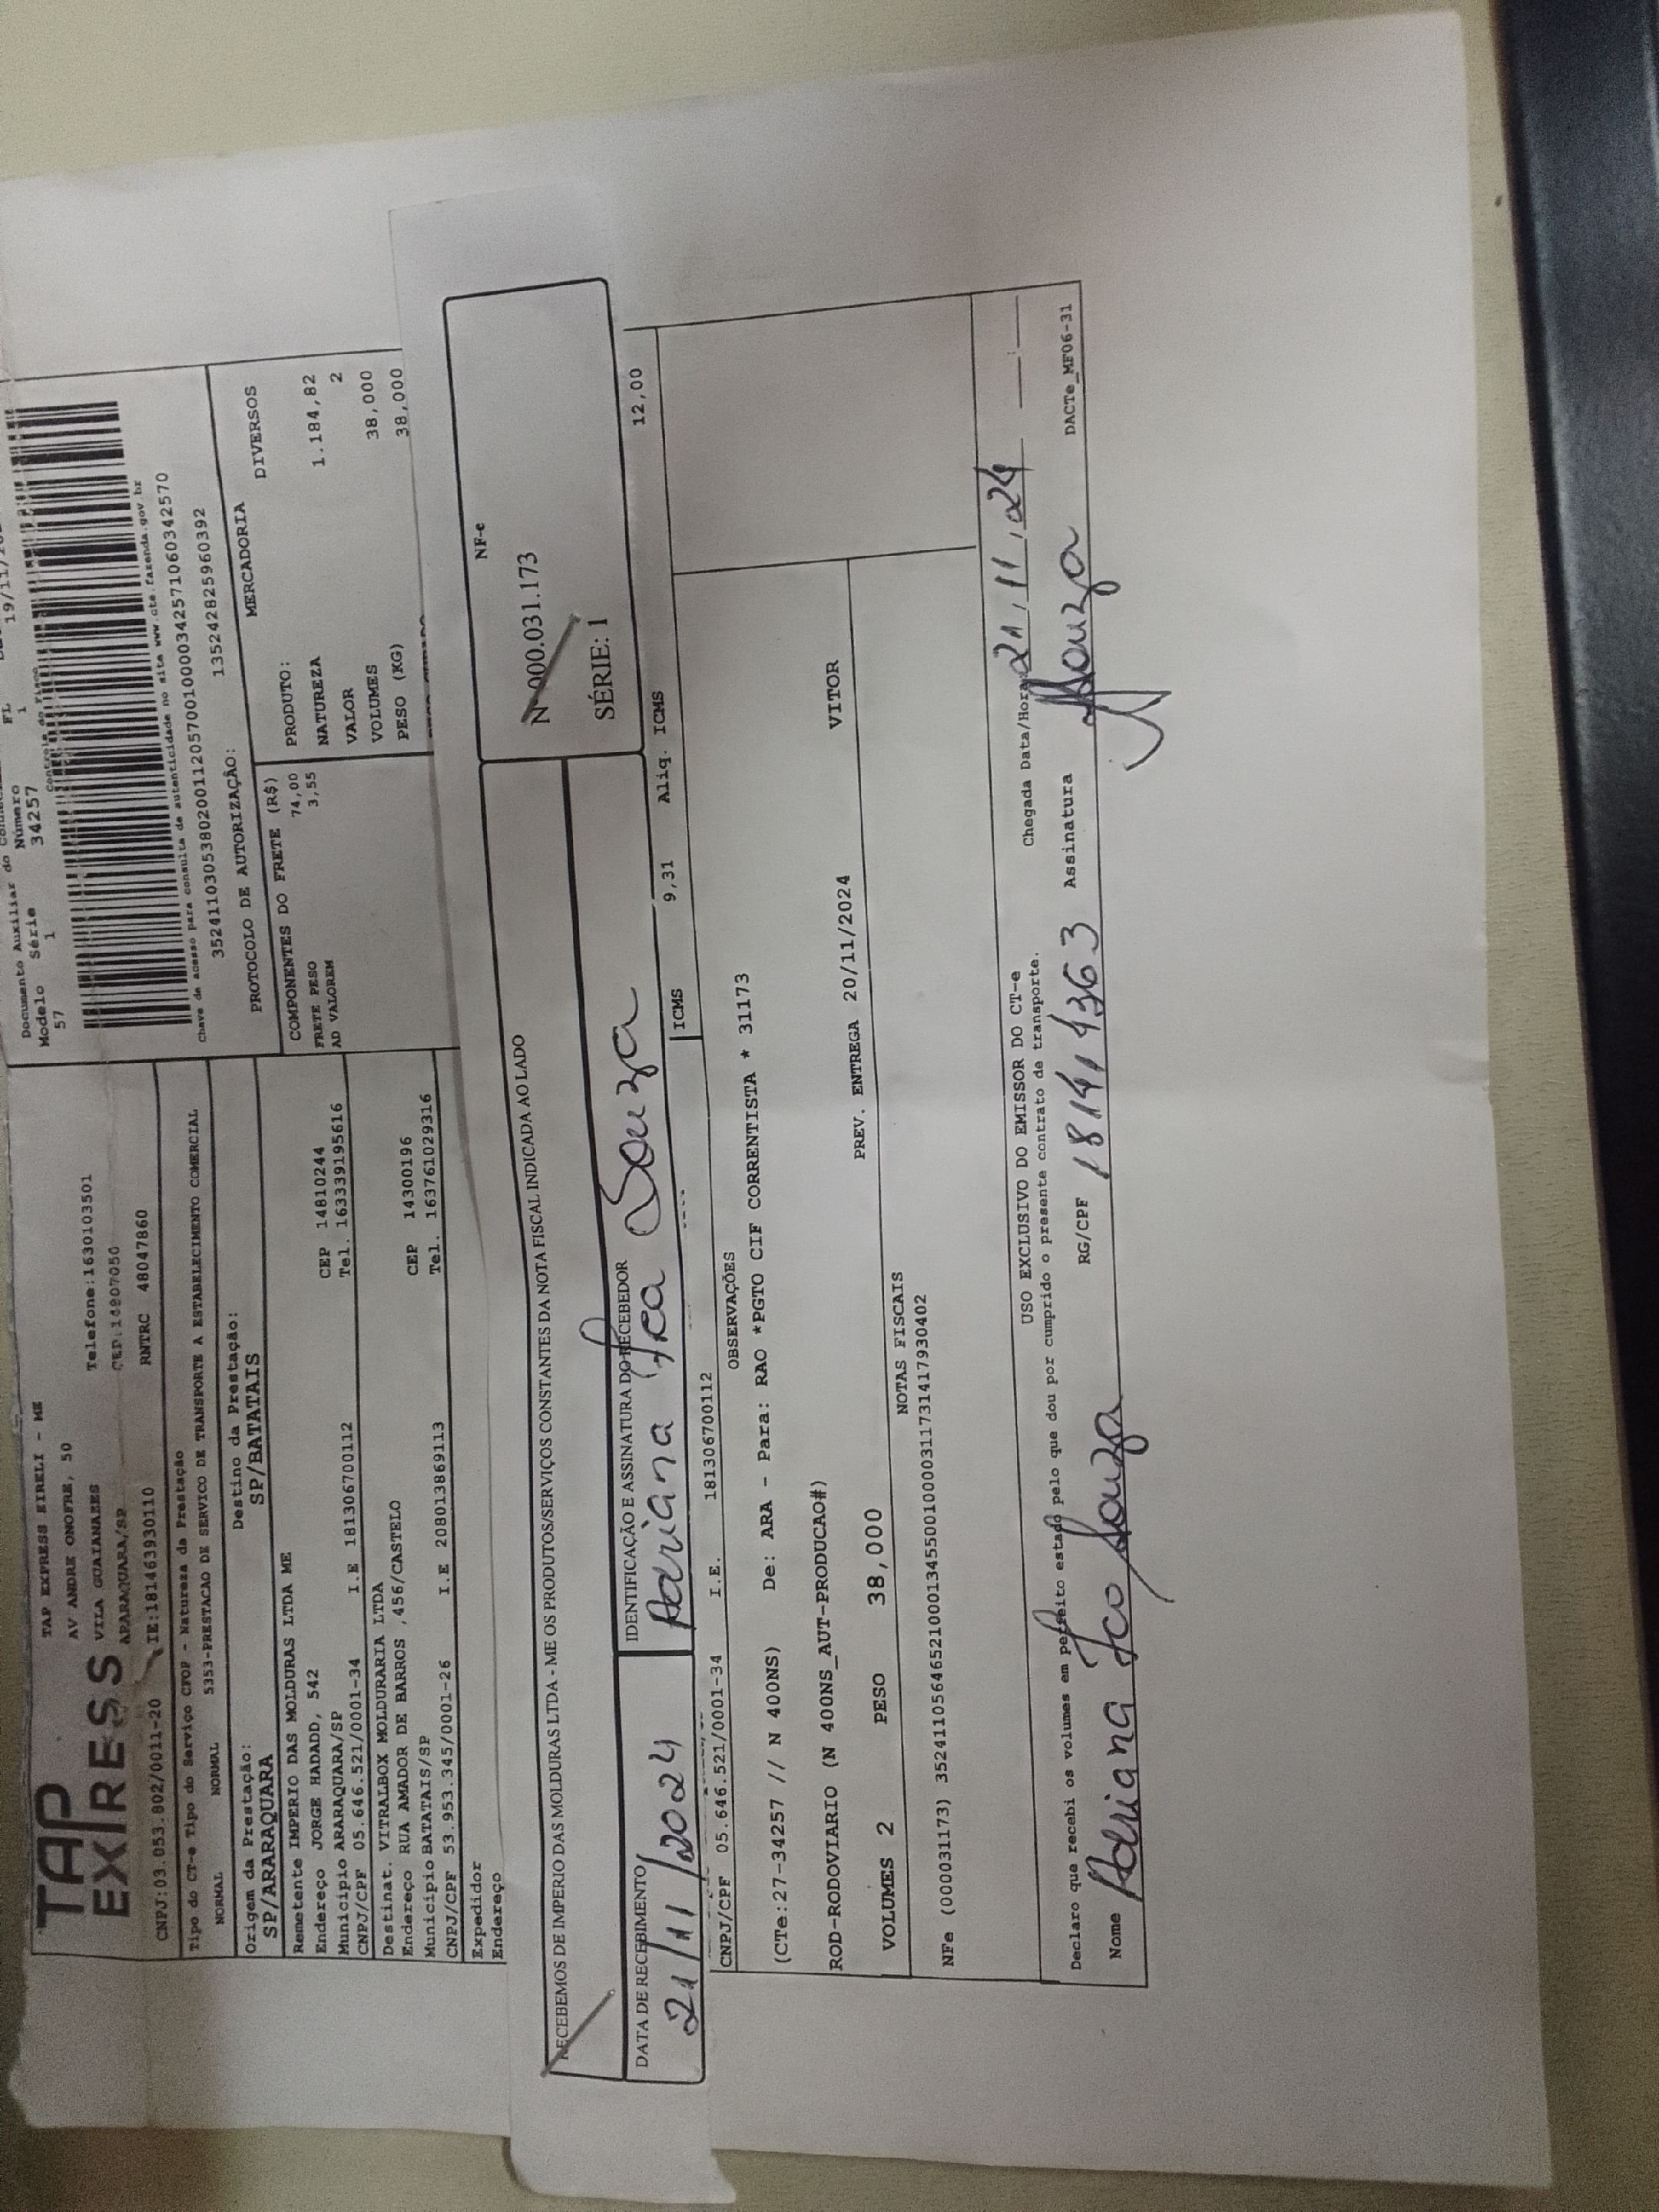 TAP
EXPRESS
TAP EXPRESS EIRELI - ME
AV ANDRE ONOFRE, 50
VILA GUAIANAZES
ARARAQUARA/SP
Telefone:1630103501
CEP:14807050
CNPJ:03.053.802/0011-20 IE:181463930110 RNTRC 48047860
Tipo do CT-e Tipo do Serviço CFOP - Natureza da Prestação
NORMAL NORMAL 5353-PRESTACAO DE SERVICO DE TRANSPORTE A ESTABELECIMENTO COMERCIAL
Origem da Prestação: Destino da Prestação:
SP/ARARAQUARA SP/BATATAIS
Remetente IMPERIO DAS MOLDURAS LTDA ME
Endereço JORGE HADADD, 542 CEP 14810244
Município ARARAQUARA/SP Tel. 1633391956​16
CNPJ/CPF 05.646.521/0001-34 I.E 181306700112
Destinat. VITRALBOX MOLDURARIA LTDA
Endereço RUA AMADOR DE BARROS ,456/CASTELO CEP 14300196
Município BATATAIS/SP Tel. 163761029316
CNPJ/CPF 53.953.345/0001-26 I.E 208013869113
Expedidor
Endereço
Documento Auxiliar do
Modelo Série Número FL
57 1 34257 1 19/11/
Controle do Fisco
Chave de acesso para consulta de autenticidade no site www.cte.fazenda.gov.br
35241103053802001120570010000342571060342570
PROTOCOLO DE AUTORIZAÇÃO: 135242825960392
COMPONENTES DO FRETE (R$) MERCADORIA
FRETE PESO 74,00
AD VALOREM 3,55
PRODUTO: DIVERSOS
NATUREZA
VALOR 1.184,82
VOLUMES 2
PESO (KG) 38,000
38,000
RECEBEMOS DE IMPERIO DAS MOLDURAS LTDA - ME OS PRODUTOS/SERVIÇOS CONSTANTES DA NOTA FISCAL INDICADA AO LADO
NF-e
Nº 000.031.173
SÉRIE: 1
DATA DE RECEBIMENTO IDENTIFICAÇÃO E ASSINATURA DO RECEBEDOR
21/11/2024 Adriana Fca Souza
ICMS 9,31 Aliq. ICMS 12,00
CNPJ/CPF 05.646.521/0001-34 I.E. 181306700112
OBSERVAÇÕES
(CTe:27-34257 // N 400NS) De: ARA - Para: RAO *PGTO CIF CORRENTISTA * 31173
ROD-RODOVIARIO (N 400NS_AUT-PRODUCAO#) VITOR
VOLUMES 2 PESO 38,000 PREV. ENTREGA 20/11/2024
NOTAS FISCAIS
NFe (000031173) 35241105646521000134550010000311731417930402
USO EXCLUSIVO DO EMISSOR DO CT-e
Declaro que recebi os volumes em perfeito estado pelo que dou por cumprido o presente contrato de transporte.
Chegada Data/Hora 21/11/24
Nome Adriana Fco Souza RG/CPF Assinatura Souza
DACTe_MF06-31